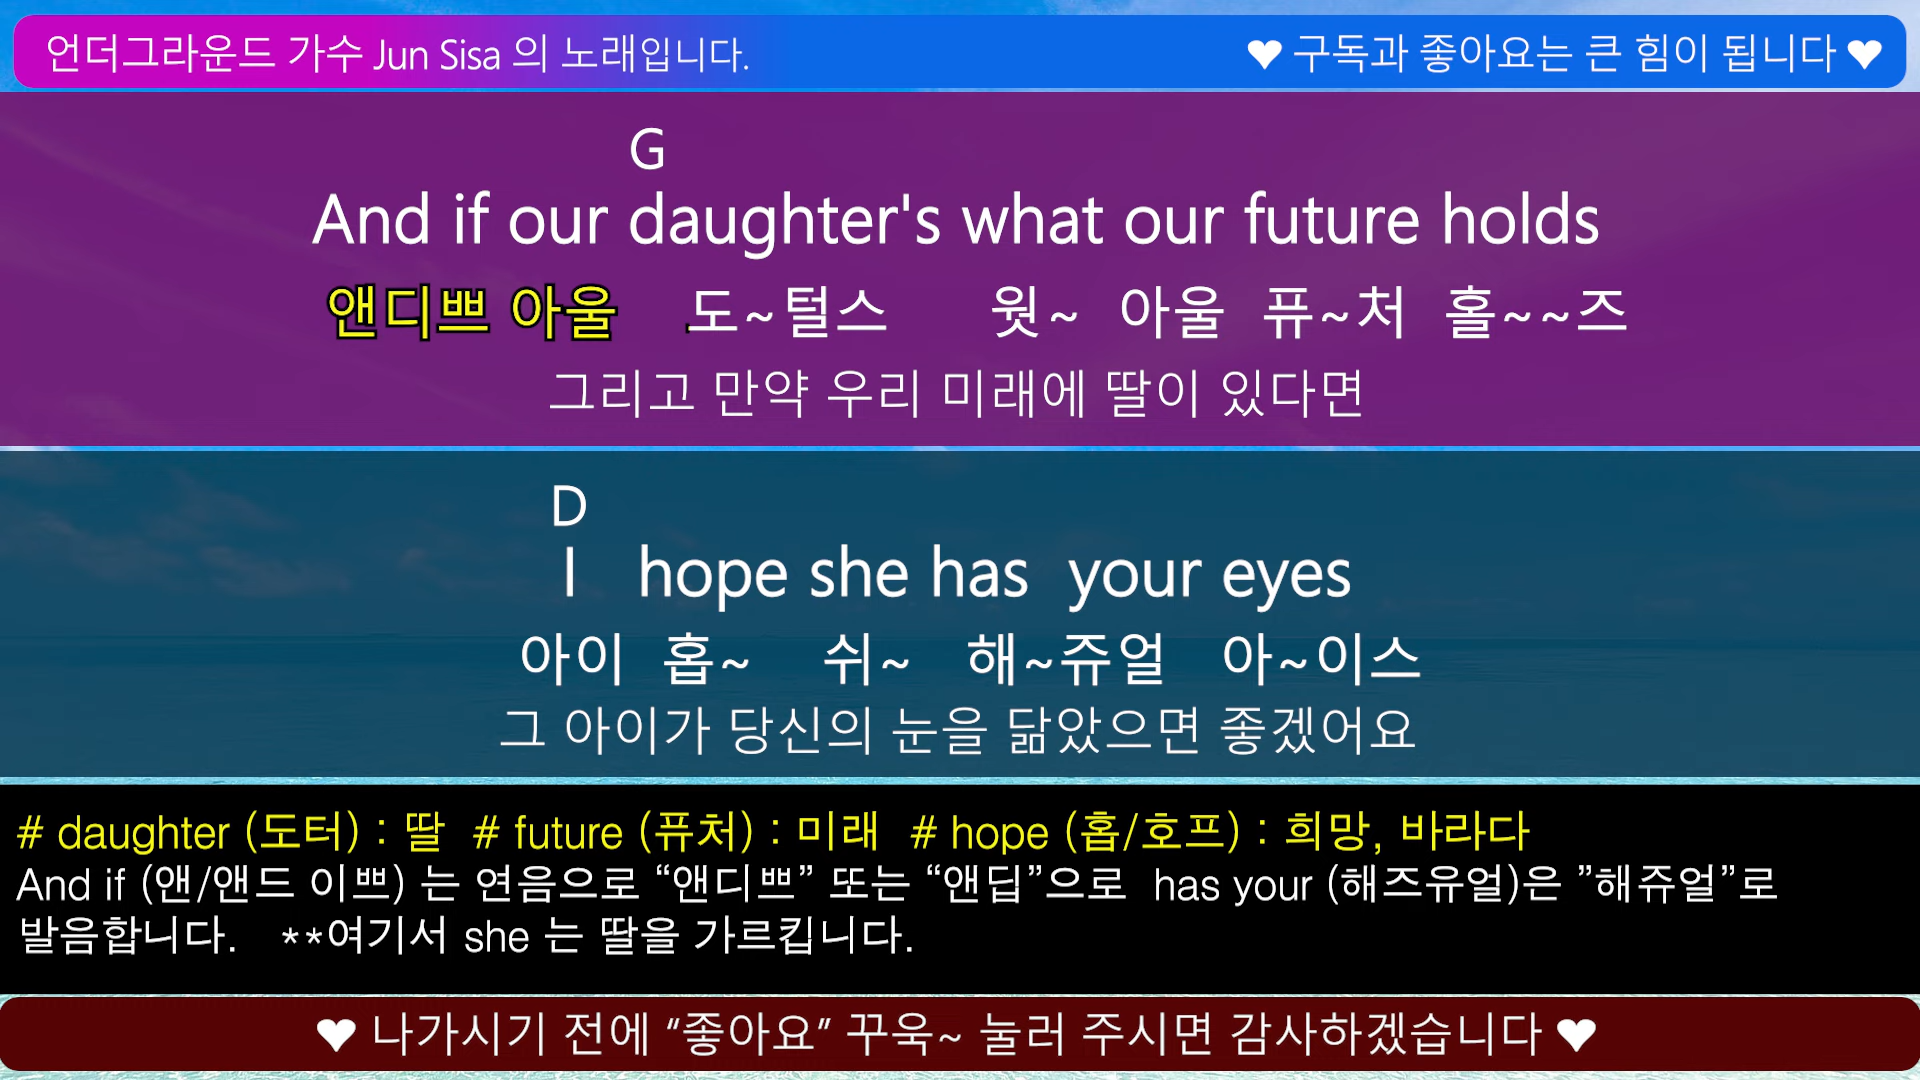 언더그라운드 가수 Jun Sisa 의 노래입니다.
♥ 구독과 좋아요는 큰 힘이 됩니다 ♥
G
And if our daughter's what our future holds
앤디쁘 아울 도~털스 웟~ 아울 퓨~처 홀~~즈
그리고 만약 우리 미래에 딸이 있다면
D
I hope she has your eyes
아이 홉~ 쉬~ 해~쥬얼 아~이스
그 아이가 당신의 눈을 닮았으면 좋겠어요
# daughter (도터) : 딸 # future (퓨처) : 미래 # hope (홉/호프) : 희망, 바라다
And if (앤/앤드 이쁘) 는 연음으로 “앤디쁘” 또는 “앤딥”으로 has your (해즈유얼)은 ”해쥬얼”로
발음합니다. **여기서 she 는 딸을 가르킵니다.
♥ 나가시기 전에 “좋아요” 꾸욱~ 눌러 주시면 감사하겠습니다 ♥